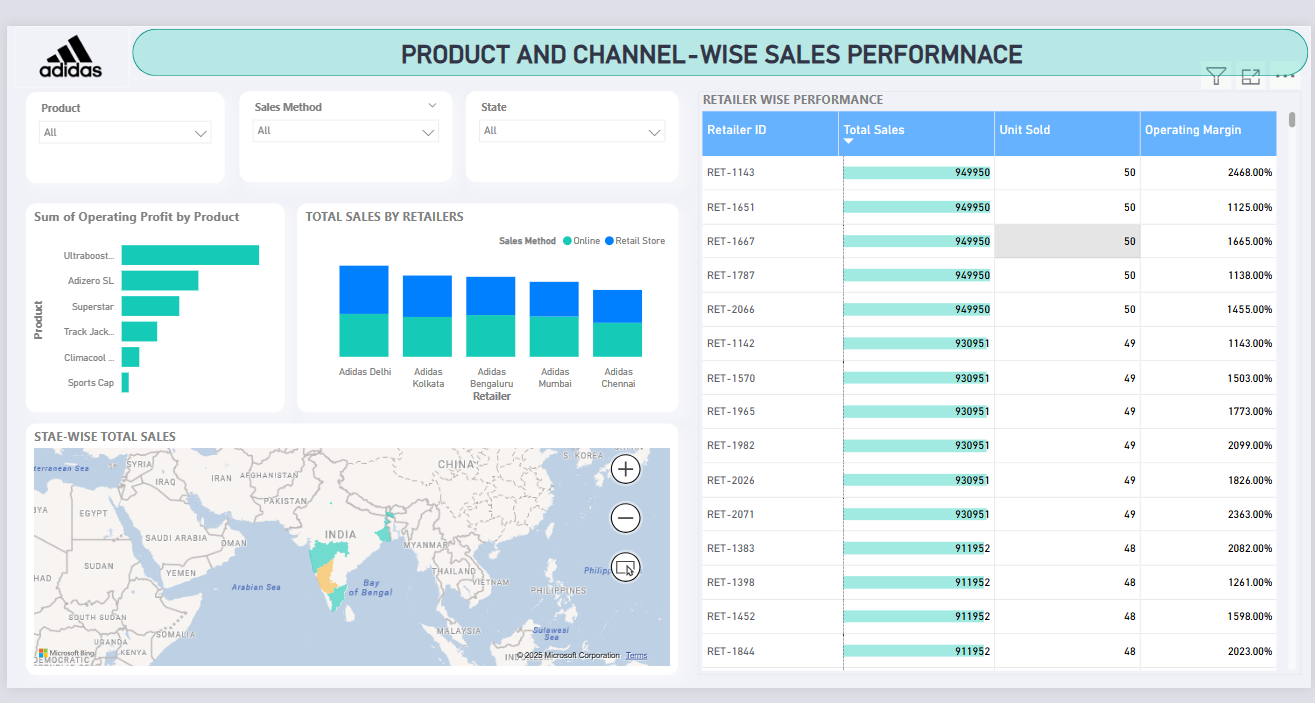 adidas
PRODUCT AND CHANNEL-WISE SALES PERFORMNACE
Product
All
Sales Method
All
State
All
Sum of Operating Profit by Product
Product
Ultraboost...
Adizero SL
Superstar
Track Jack...
Climacool ...
Sports Cap
TOTAL SALES BY RETAILERS
Sales Method Online Retail Store
Adidas Delhi
Adidas Kolkata
Adidas Bengaluru
Adidas Mumbai
Adidas Chennai
Retailer
STAE-WISE TOTAL SALES
terranean Sea
SYRIA
IRAQ
IRAN
AFGHANISTAN
CHINA
S. KOREA
PAKISTAN
YA
EGYPT
SAUDI ARABIA
OMAN
INDIA
MYANMAR
SUDAN
YEMEN
THAILAND
HAD
Arabian Sea
Bay
of Bengal
VIETNAM
Philipp
PHILIPPINES
SOUTH SUDAN
SOMALIA
MALAYSIA
Sulawesi
Sea
UGANDA
KENYA
Microsoft Bing
DEMOCRATIC
© 2025 Microsoft Corporation Terms
RETAILER WISE PERFORMANCE
Retailer ID Total Sales Unit Sold Operating Margin
RET-1143 949950 50 2468.00%
RET-1651 949950 50 1125.00%
RET-1667 949950 50 1665.00%
RET-1787 949950 50 1138.00%
RET-2066 949950 50 1455.00%
RET-1142 930951 49 1143.00%
RET-1570 930951 49 1503.00%
RET-1965 930951 49 1773.00%
RET-1982 930951 49 2099.00%
RET-2026 930951 49 1826.00%
RET-2071 930951 49 2363.00%
RET-1383 911952 48 2082.00%
RET-1398 911952 48 1261.00%
RET-1452 911952 48 1598.00%
RET-1844 911952 48 2023.00%